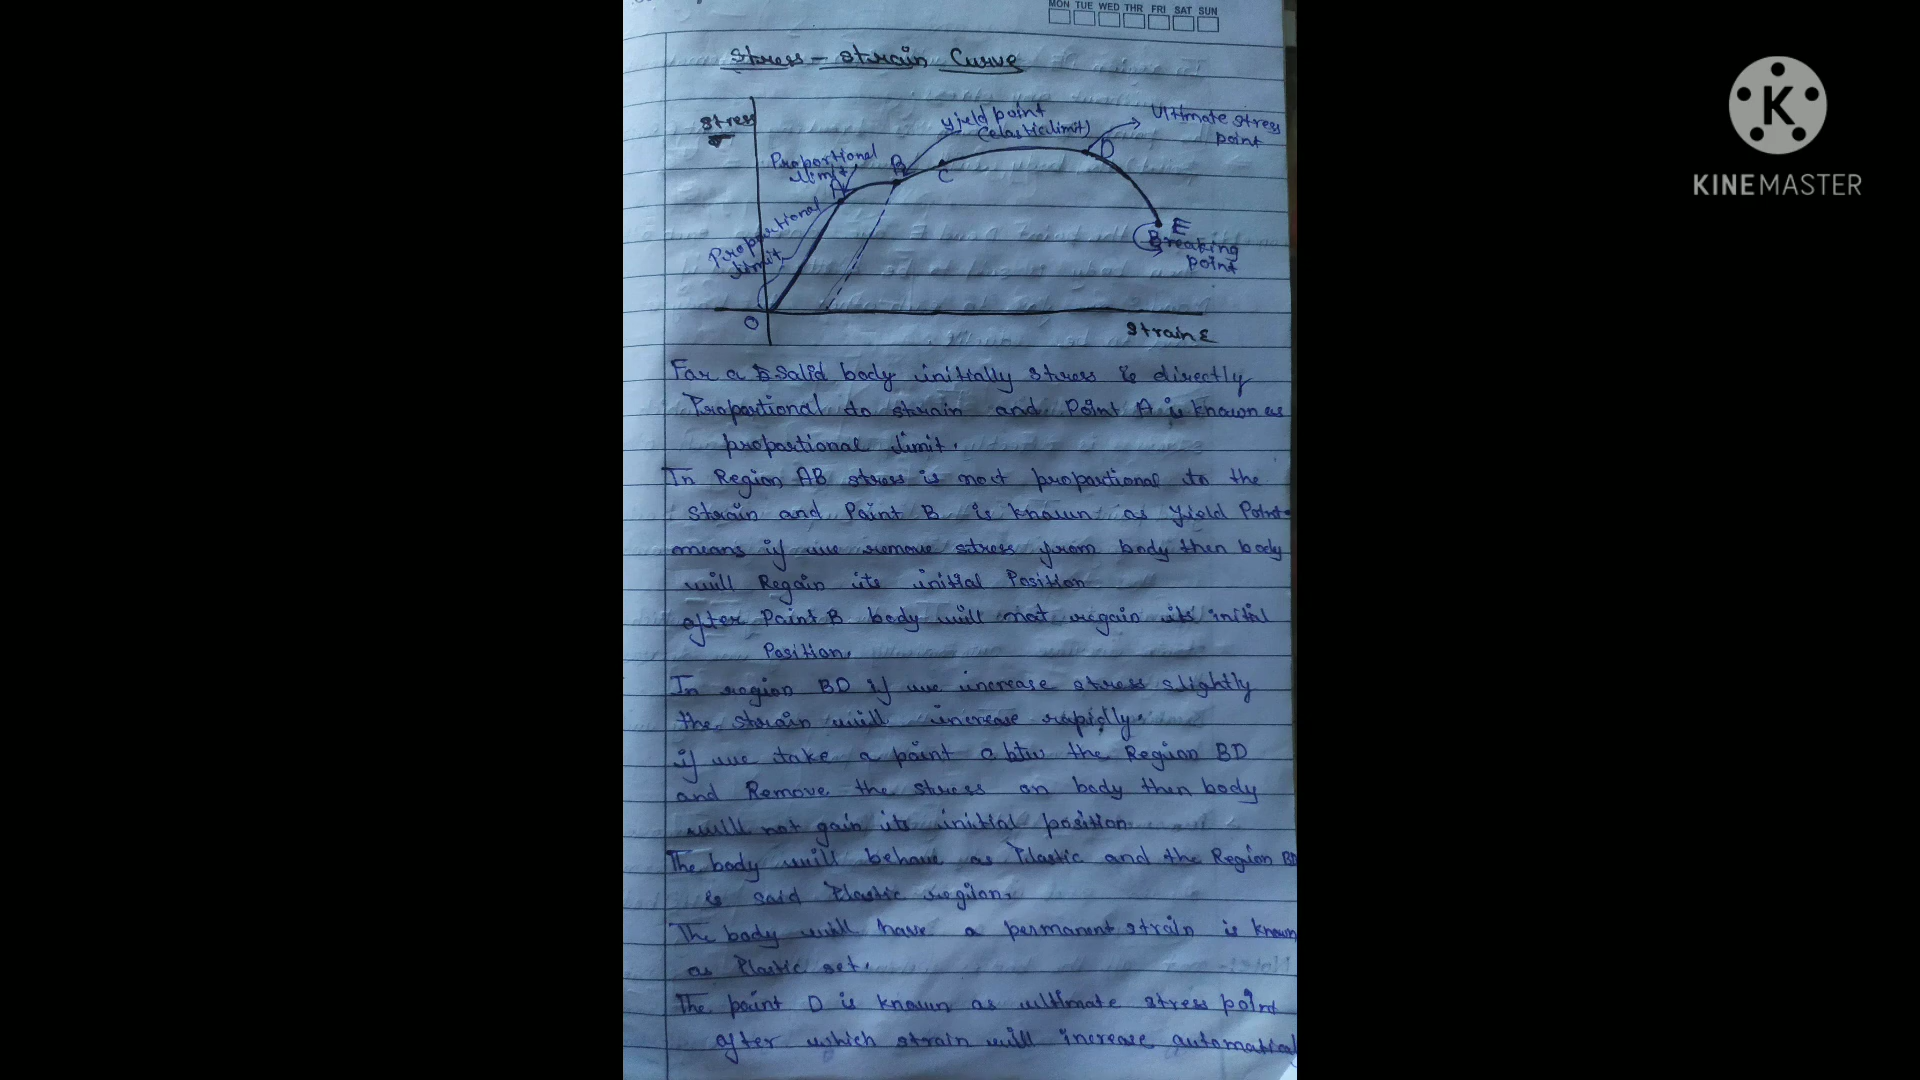 MON TUE WED THR FRI SAT SUN
Stress - Strain Curve
Stress
Proportional
limit
A
Proportional
limit
yield point
(elastic limit)
B
C
D
Ultimate stress
point
E
Breaking
point
O
Strain ε
K
KINEMASTER
For a Solid body initially stress is directly
Proportional to strain and Point A is known as
proportional limit.
In Region AB stress is not proportional to the
Strain and Point B is known as Yield Point
means if we remove stress from body then body
will Regain its initial Position
after Point B body will not regain its initial
Position.
In region BD if we increase stress slightly
the strain will increase rapidly.
if we take a point C btw the Region BD
and Remove the stress on body then body
will not gain its initial position
The body will behave as Plastic and the Region BD
is said Plastic region.
The body will have a permanent strain is known
as Plastic set.
The point D is known as ultimate stress point
after which strain will increase automatical